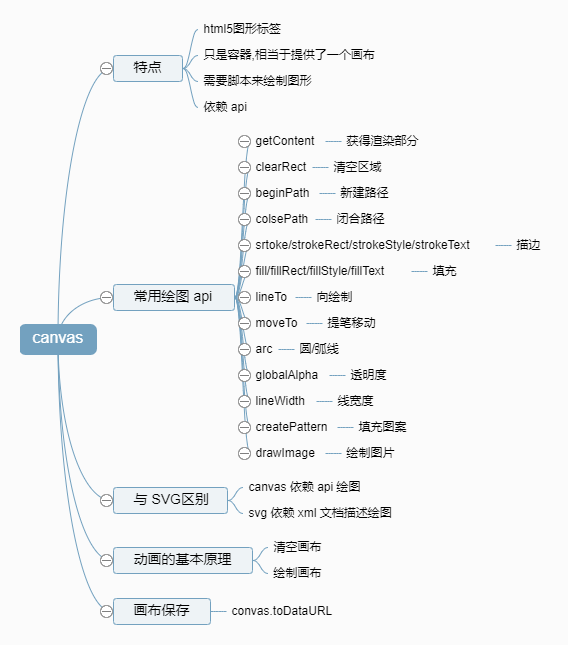 canvas
特点
html5图形标签
只是容器,相当于提供了一个画布
需要脚本来绘制图形
依赖 api
常用绘图 api
getContent 获得渲染部分
clearRect 清空区域
beginPath 新建路径
colsePath 闭合路径
srtoke/strokeRect/strokeStyle/strokeText 描边
fill/fillRect/fillStyle/fillText 填充
lineTo 向绘制
moveTo 提笔移动
arc 圆/弧线
globalAlpha 透明度
lineWidth 线宽度
createPattern 填充图案
drawImage 绘制图片
与 SVG区别
canvas 依赖 api 绘图
svg 依赖 xml 文档描述绘图
动画的基本原理
清空画布
绘制画布
画布保存
convas.toDataURL